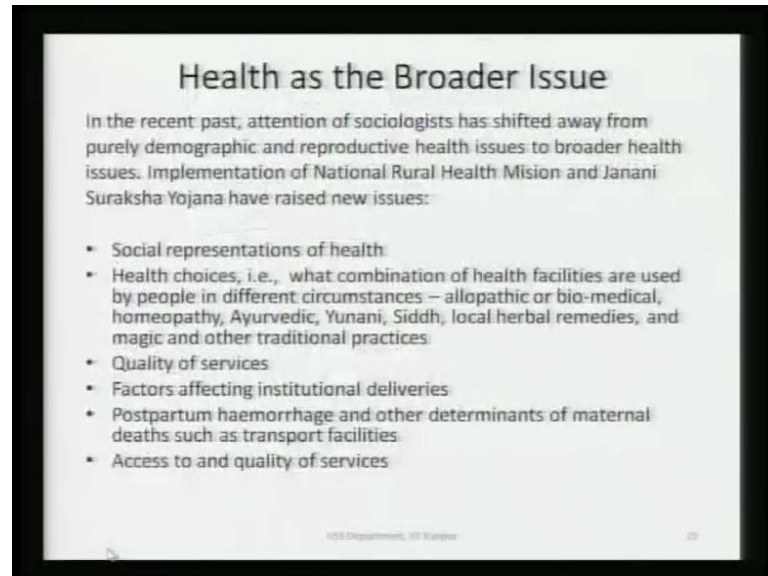 Health as the Broader Issue
In the recent past, attention of sociologists has shifted away from
purely demographic and reproductive health issues to broader health
issues. Implementation of National Rural Health Mision and Janani
Suraksha Yojana have raised new issues:
• Social representations of health
• Health choices, i.e., what combination of health facilities are used
by people in different circumstances – allopathic or bio-medical,
homeopathy, Ayurvedic, Yunani, Siddh, local herbal remedies, and
magic and other traditional practices
• Quality of services
• Factors affecting institutional deliveries
• Postpartum haemorrhage and other determinants of maternal
deaths such as transport facilities
• Access to and quality of services
HSS Department, IIT Kanpur